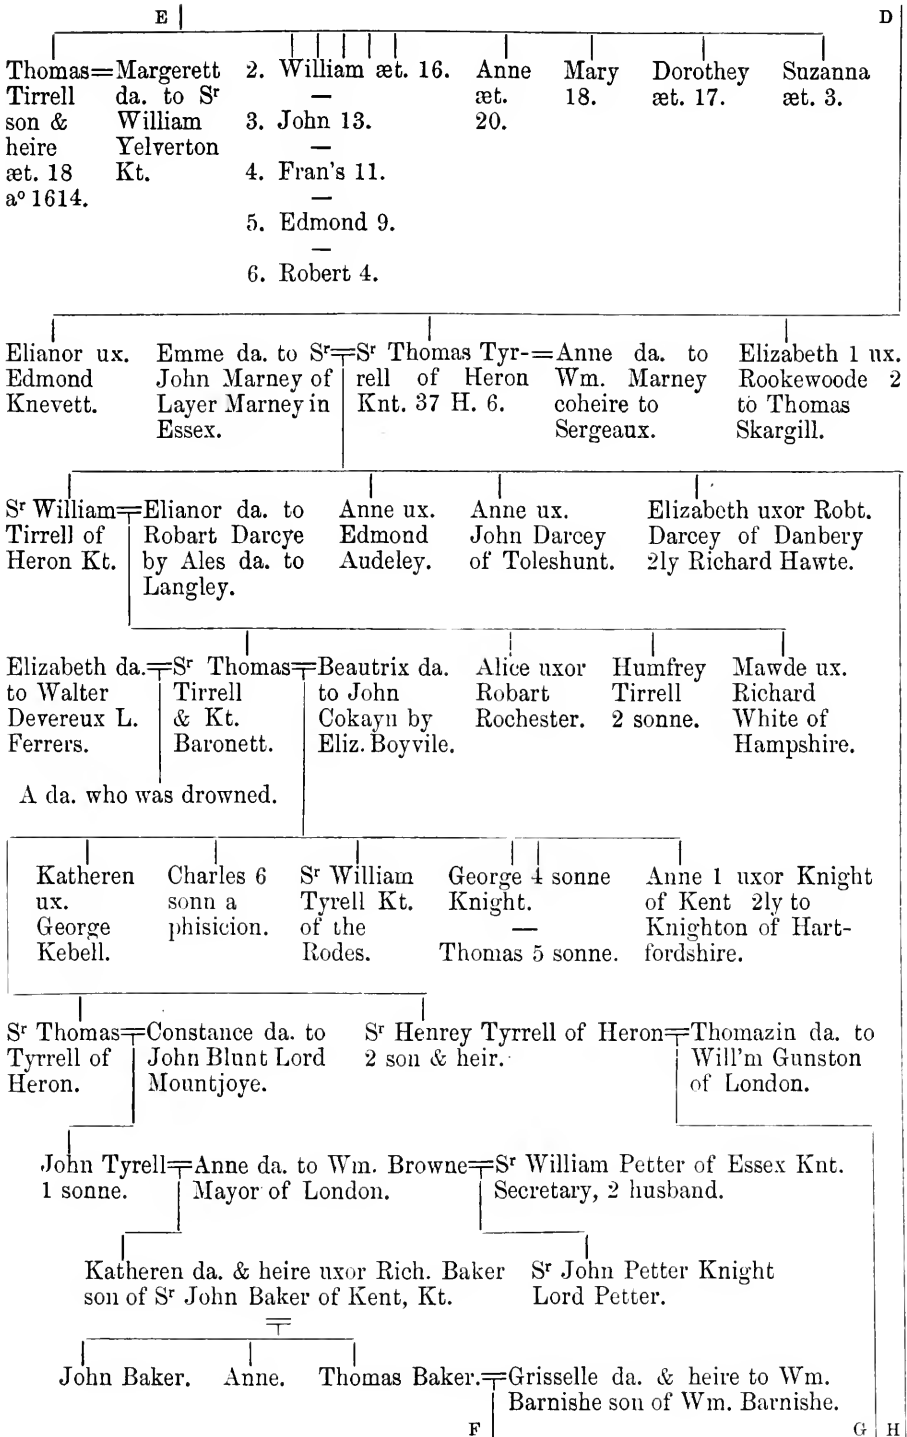 E D
Thomas=Margerett 2. William æt. 16. Anne Mary Dorothey Suzanna
Tirrell da. to Sʳ — æt. 18. æt. 17. æt. 3.
son & William 3. John 13. 20.
heire Yelverton —
æt. 18 Kt. 4. Fran's 11.
aº 1614. —
5. Edmond 9.
—
6. Robert 4.
Elianor ux. Emme da. to Sʳ=Sʳ Thomas Tyr-=Anne da. to Elizabeth 1 ux.
Edmond John Marney of rell of Heron Wm. Marney Rookewoode 2
Knevett. Layer Marney in Knt. 37 H. 6. coheire to to Thomas
Essex. Sergeaux. Skargill.
Sʳ William=Elianor da. to Anne ux. Anne ux. Elizabeth uxor Robt.
Tirrell of Robart Darcye Edmond John Darcey Darcey of Danbery
Heron Kt. by Ales da. to Audeley. of Toleshunt. 2ly Richard Hawte.
Langley.
Elizabeth da.=Sʳ Thomas=Beautrix da. Alice uxor Humfrey Mawde ux.
to Walter Tirrell to John Robart Tirrell Richard
Devereux L. & Kt. Cokayn by Rochester. 2 sonne. White of
Ferrers. Baronett. Eliz. Boyvile. Hampshire.
A da. who was drowned.
Katheren Charles 6 Sʳ William George 4 sonne Anne 1 uxor Knight
ux. sonn a Tyrell Kt. Knight. of Kent 2ly to
George phisicion. of the — Knighton of Hart-
Kebell. Rodes. Thomas 5 sonne. fordshire.
Sʳ Thomas=Constance da. to Sʳ Henrey Tyrrell of Heron=Thomazin da. to
Tyrrell of John Blunt Lord 2 son & heir. Will'm Gunston
Heron. Mountjoye. of London.
John Tyrell=Anne da. to Wm. Browne=Sʳ William Petter of Essex Knt.
1 sonne. Mayor of London. Secretary, 2 husband.
Katheren da. & heire uxor Rich. Baker Sʳ John Petter Knight
son of Sʳ John Baker of Kent, Kt. Lord Petter.
=
John Baker. Anne. Thomas Baker.=Grisselle da. & heire to Wm.
Barnishe son of Wm. Barnishe.
F G H